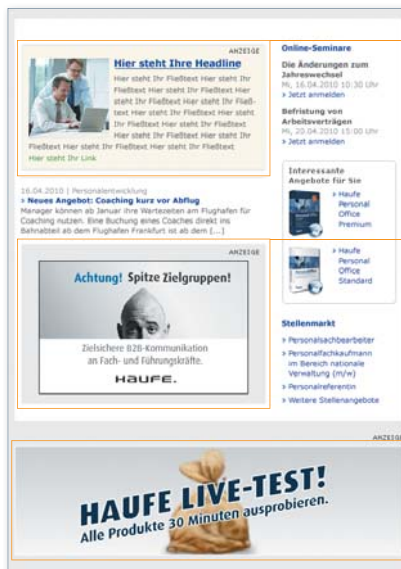 ANZEIGE
Hier steht Ihre Headline
Hier steht Ihr Fließtext Hier steht Ihr
Fließtext Hier steht Ihr Fließtext Hier
steht Ihr Fließtext Hier steht Ihr Fließ-
text Hier steht Ihr Fließtext Hier
steht Ihr Fließtext Hier steht Ihr
Hier steht Ihr Fließtext Hier steht Ihr
Fließtext Hier steht Ihr Fließtext Hier steht Ihr Fließtext
Hier steht Ihr Link
16.04.2010 | Personalentwicklung
› Neues Angebot: Coaching kurz vor Abflug
Manager können ab Januar ihre Wertezeiten am Flughafen für
Coaching nutzen. Eine Buchung eines Coaches direkt ins
Bahnabteil ab dem Flughafen Frankfurt ist ab dem [...]
ANZEIGE
Achtung! Spitze Zielgruppen!
Zielsichere B2B-Kommunikation
an Fach- und Führungskräfte.
HAUFE.
Online-Seminare
Die Änderungen zum
Jahreswechsel
Mi, 16.04.2010 10:30 Uhr
› Jetzt anmelden
Befristung von
Arbeitsverträgen
Mi, 20.04.2010 15:00 Uhr
› Jetzt anmelden
Interessante
Angebote für Sie
› Haufe
Personal
Office
Premium
› Haufe
Personal
Office
Standard
Stellenmarkt
› Personalsachbearbeiter
› Personalfachkaufmann
im Bereich nationale
Verwaltung (m/w)
› Personalreferentin
› Weitere Stellenangebote
ANZEIGE
HAUFE LIVE-TEST!
Alle Produkte 30 Minuten ausprobieren.